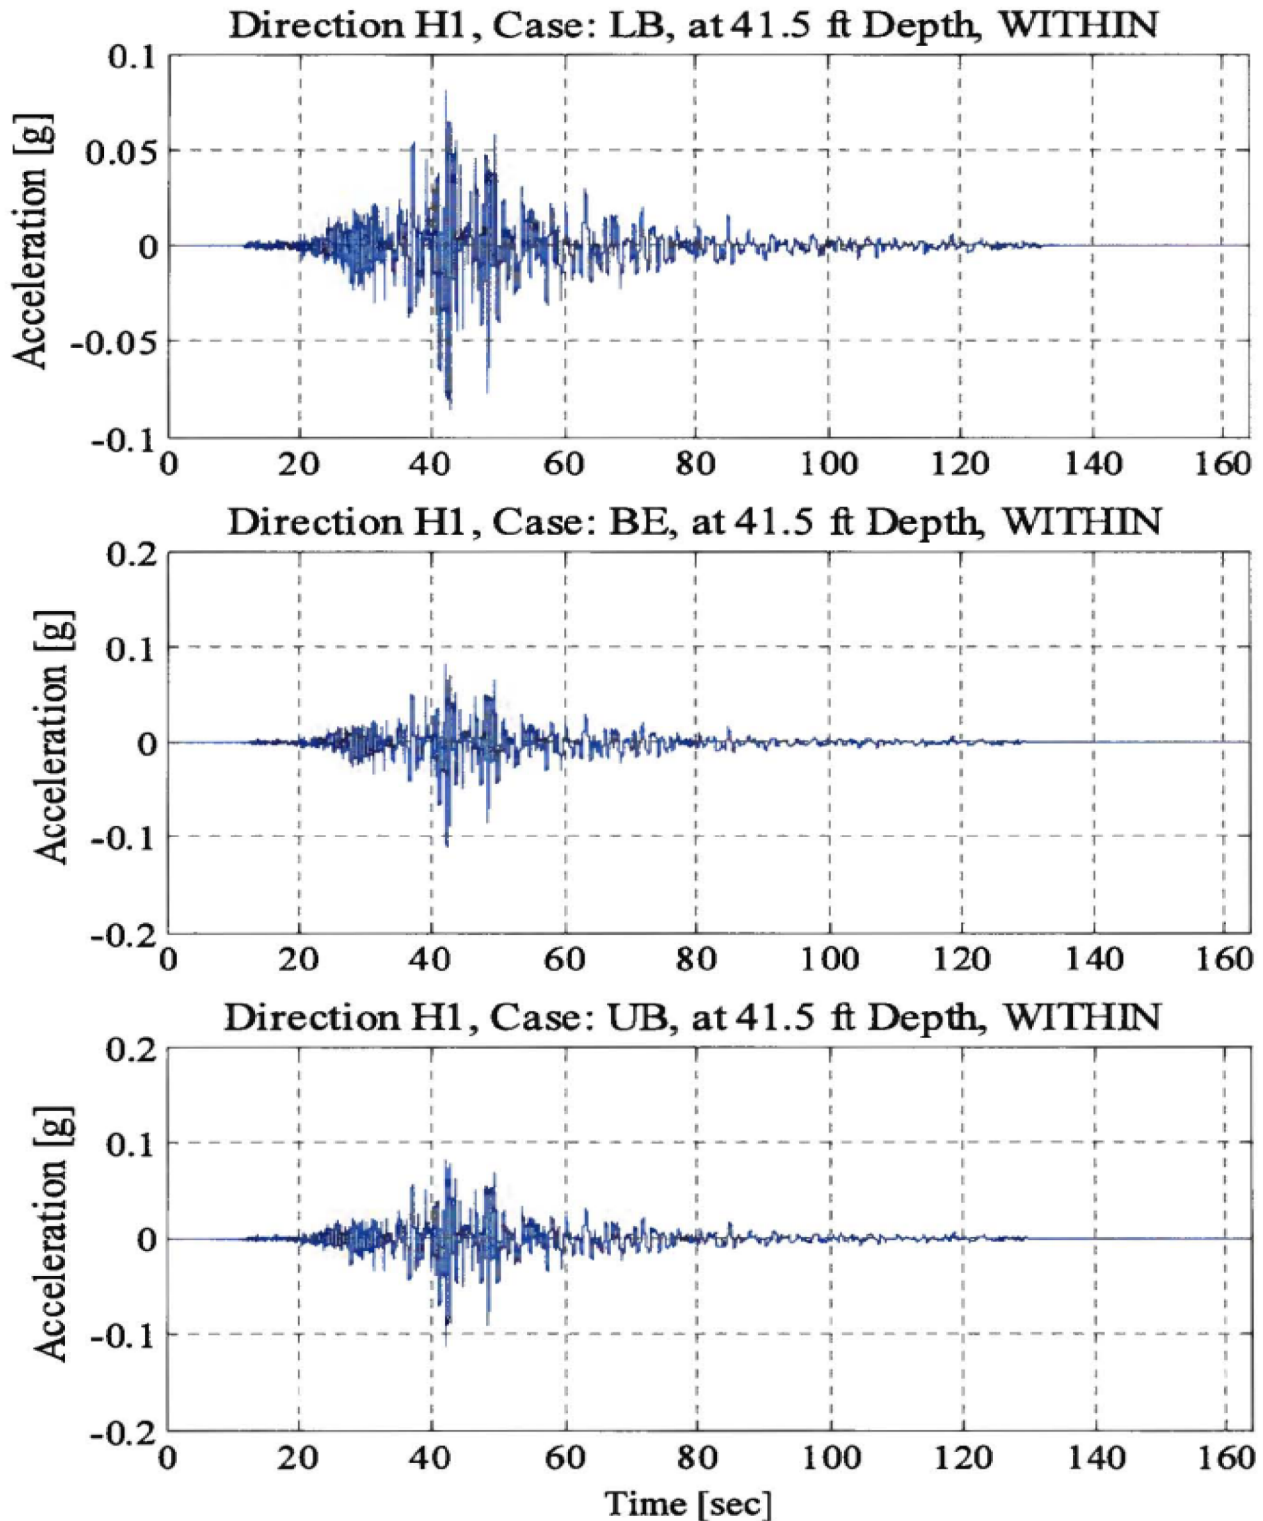 Direction H1, Case: LB, at 41.5 ft Depth, WITHIN
0.1
0.05
0
-0.05
-0.1
Acceleration [g]
0 20 40 60 80 100 120 140 160
Direction H1, Case: BE, at 41.5 ft Depth, WITHIN
0.2
0.1
0
-0.1
-0.2
Acceleration [g]
0 20 40 60 80 100 120 140 160
Direction H1, Case: UB, at 41.5 ft Depth, WITHIN
0.2
0.1
0
-0.1
-0.2
Acceleration [g]
0 20 40 60 80 100 120 140 160
Time [sec]